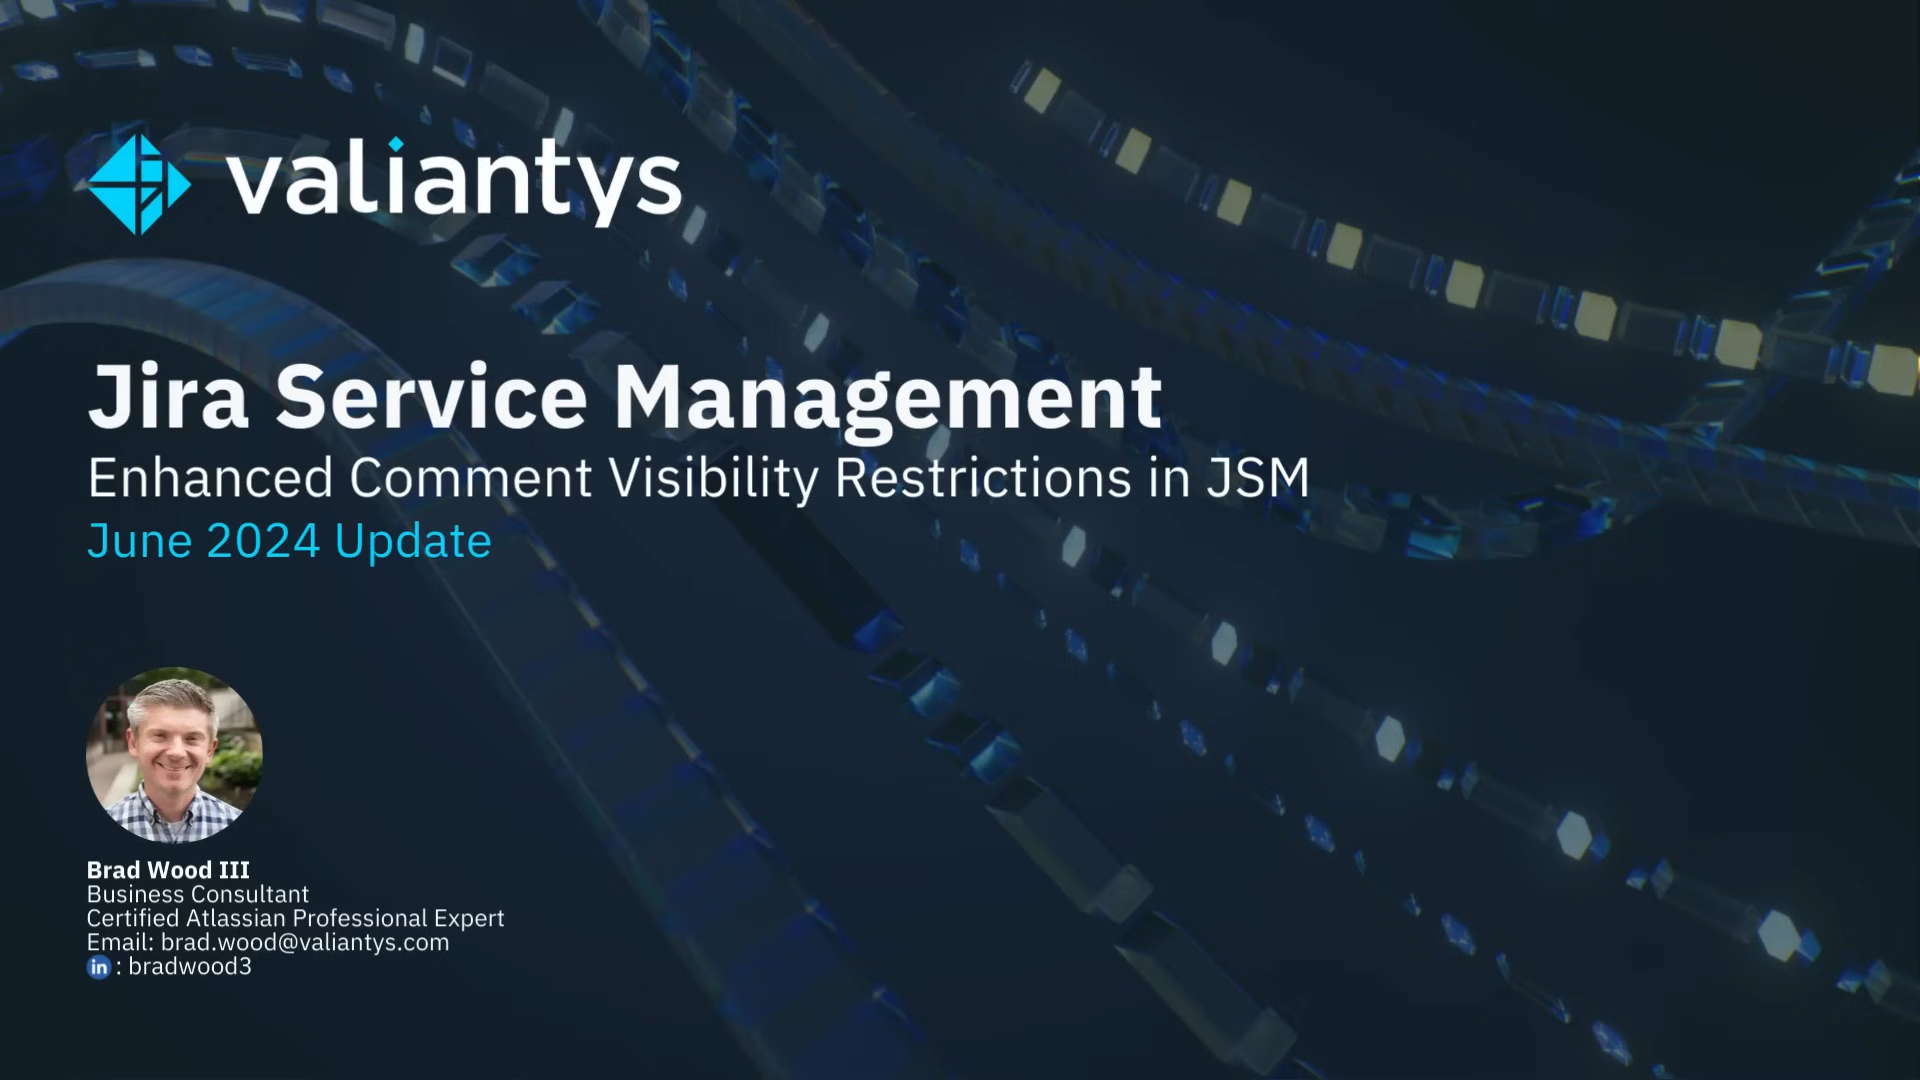 valiantys
Jira Service Management
Enhanced Comment Visibility Restrictions in JSM
June 2024 Update
Brad Wood III
Business Consultant
Certified Atlassian Professional Expert
Email: brad.wood@valiantys.com
in : bradwood3